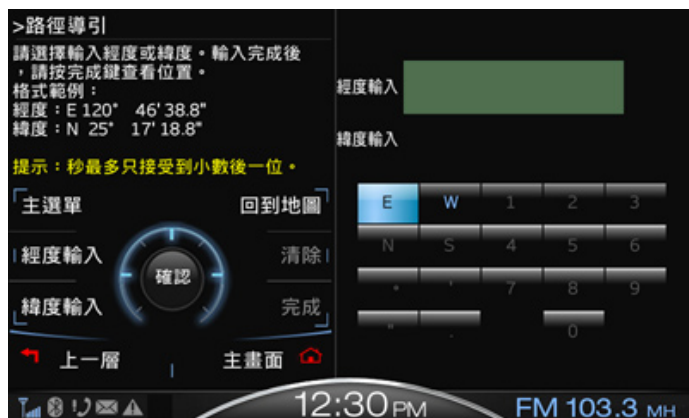 >路徑導引
請選擇輸入經度或緯度。輸入完成後
，請按完成鍵查看位置。
格式範例：
經度：E 120° 46' 38.8"
緯度：N 25° 17' 18.8"
提示：秒最多只接受到小數後一位。
主選單
回到地圖
經度輸入
清除
確認
緯度輸入
完成
上一層
主畫面
經度輸入
緯度輸入
E W 1 2 3
N S 4 5 6
° ' 7 8 9
" . 0
12:30 PM
FM 103.3 MH